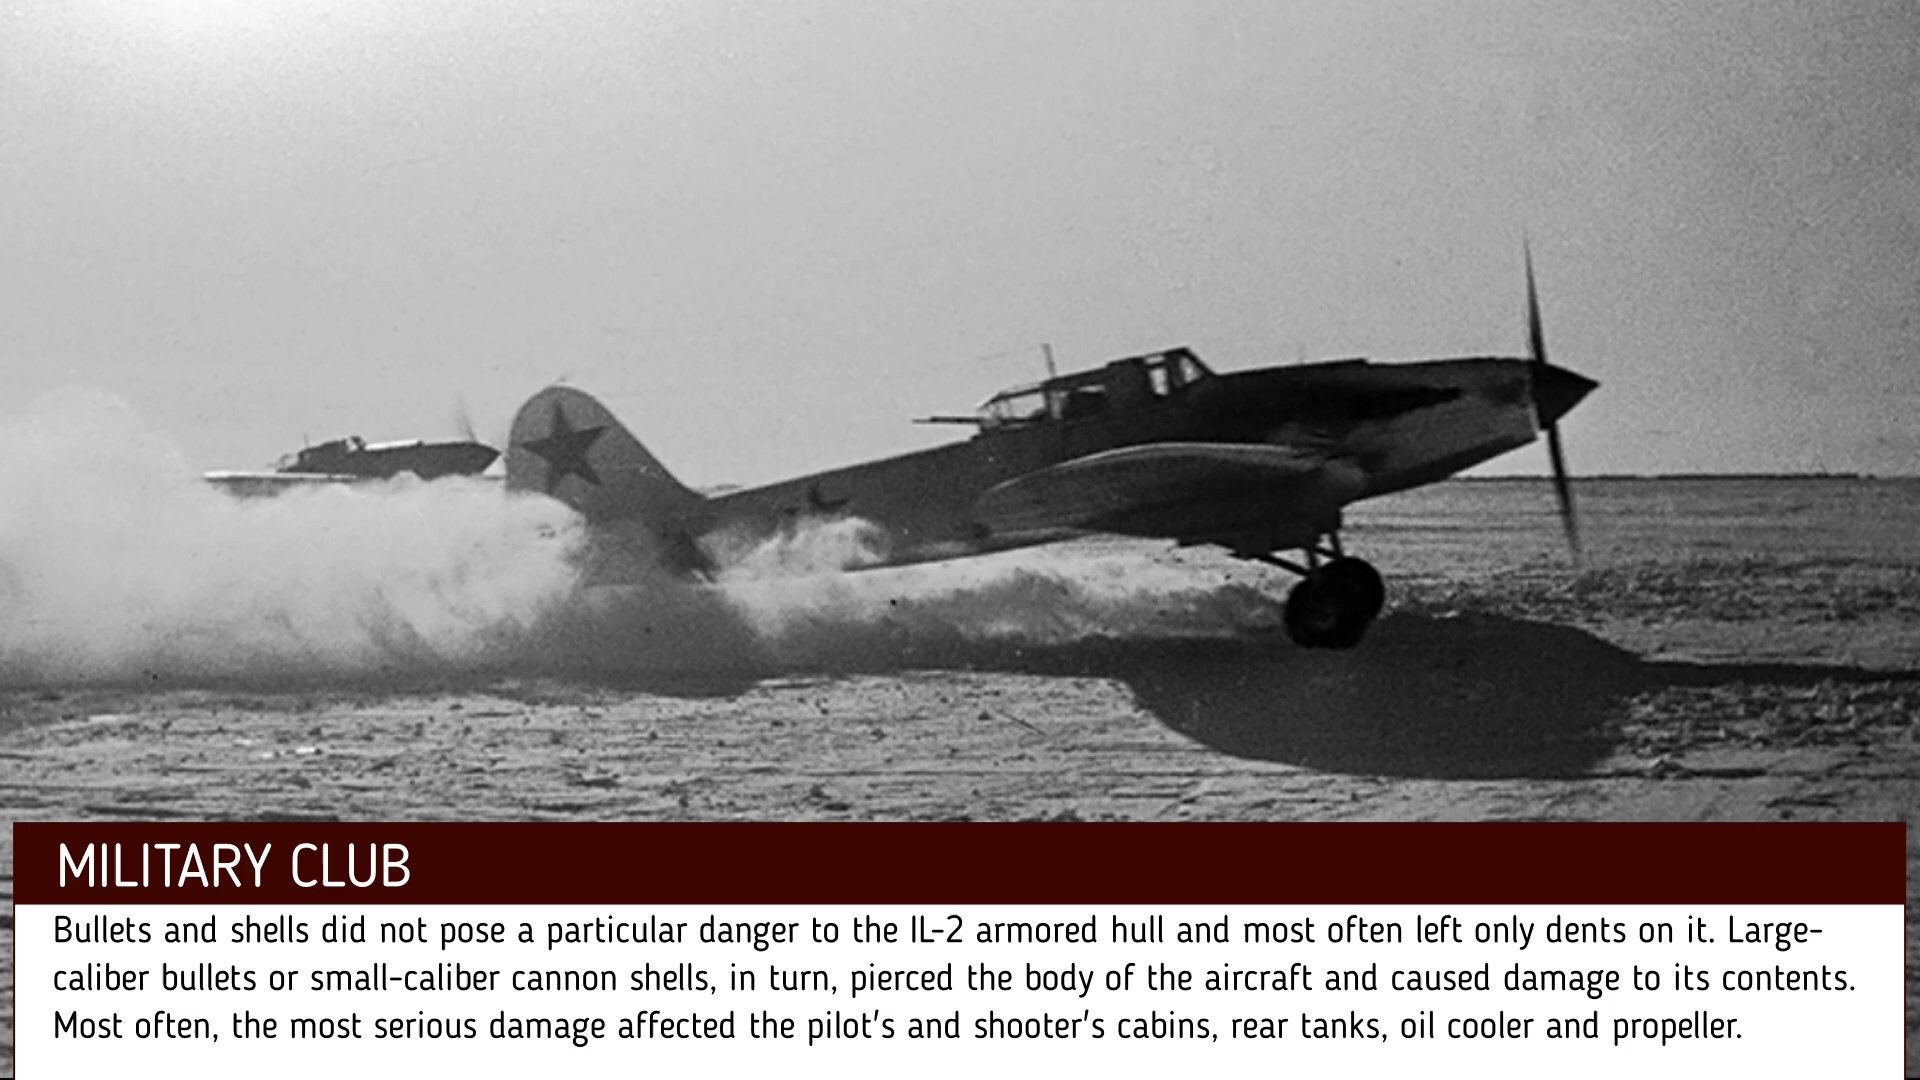 MILITARY CLUB
Bullets and shells did not pose a particular danger to the IL-2 armored hull and most often left only dents on it. Large-
caliber bullets or small-caliber cannon shells, in turn, pierced the body of the aircraft and caused damage to its contents.
Most often, the most serious damage affected the pilot's and shooter's cabins, rear tanks, oil cooler and propeller.